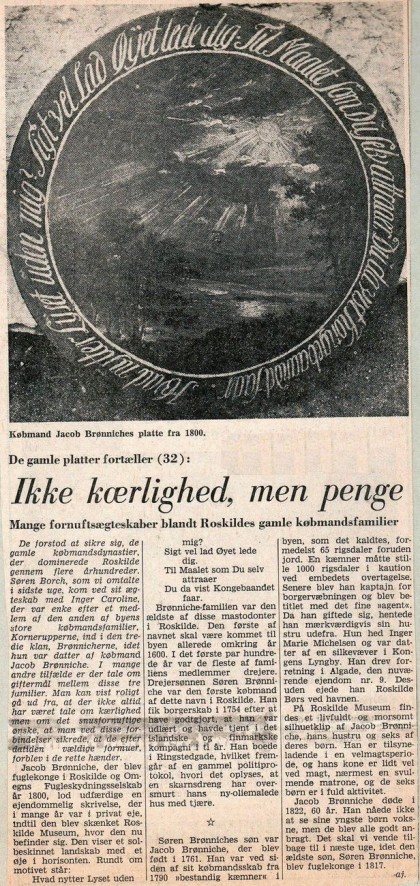 Hvad nytter Lyset uden mig? Sigt vel Lad Øyet lede dig: Til Maalet som Du Selv attraaer Du da vist Kongebaand faaer.
Købmand Jacob Brønniches platte fra 1800.
De gamle platter fortæller (32):
Ikke kærlighed, men penge
Mange fornuftsægteskaber blandt Roskildes gamle købmandsfamilier
De forstod at sikre sig, de
gamle købmandsdynastier,
der dominerede Roskilde
gennem flere århundreder.
Søren Borch, som vi omtalte
i sidste uge, kom ved sit æg-
teskab med Inger Caroline,
der var enke efter et med-
lem af den anden af byens
store købmandsfamilier,
Kornerupperne, ind i den tre-
die klan, Brønnicherne, idet
hun var datter af købmand
Jacob Brønniche. I mange
andre tilfælde er der tale om
giftermål mellem disse tre
familier. Man kan vist roligt
gå ud fra, at der ikke altid
har været tale om kærlighed
men om det snusfornuftige
ønske, at man ved disse for-
bindelser sikrede, at de efter
datiden vældige formuer,
forblev i de rette hænder.
Jacob Brønniche, der blev
fuglekonge i Roskilde og Om-
egns Fugleskydningsselskab
1800, lod udfærdige en
ejendommelig skrivelse, der
i mange år var i privat eje,
indtil den blev skænket Ros-
kilde Museum, hvor den nu
befinder sig. Den viser et sol-
beskinnet landskab med et
øje i horisonten. Rundt om
motivet står:
Hvad nytter Lyset uden
mig?
Sigt vel lad Øyet lede
dig.
Til Maalet som Du selv
attraaer
Du da vist Kongebaandet
faar.
Brønniche-familien var den
ældste af disse mastodonter
i Roskilde. Den første af
navnet skal være kommet til
byen allerede omkring år
1600. I det første par hundre-
de år var de fleste af fami-
liens medlemmer drejere.
Drejersønnen Søren Brønni-
che var den første købmand
af dette navn i Roskilde. Han
fik borgerskab i 1754 efter at
have godtgjort, at han var
udlært og havde tjent i det
islandske og finmarkiske
kompagni i 11 år. Han boede
i Ringstedgade, hvilket frem-
går af en gammel politipro-
tokol, hvori det oplyses, at
en skarnsdreng har over-
smurt hans ny-oliemalede
hus med tjære.
☆
Søren Brønniches søn var
Jacob Brønniche, der blev
født i 1761. Han var ved si-
den af sit købmandsskab fra
1790 »bestandig kæmner« i
byen, som det kaldtes, for-
medelst 65 rigsdaler foruden
jord. En kæmner måtte stil-
le 1000 rigsdaler i kaution
ved embedets overtagelse.
Senere blev han kaptajn for
borgervæbningen og blev be-
titlet med det fine »agent«.
Da han giftede sig, hentede
han mærkværdigvis sin hu-
stru udefra. Hun hed Inger
Marie Michelsen og var dat-
ter af en silkevæver i Kon-
gens Lyngby. Han drev for-
retning i Algade, den nuvæ-
rende ejendom nr. 9. Des-
uden ejede han Roskilde
Børs ved havnen.
På Roskilde Museum fin-
des et livfuldt og morsomt
silhuetklip af Jacob Brønni-
che, hans hustru og seks af
deres børn. Han er tilsyne-
ladende i en velmagtsperio-
de, og hans kone er lidt vel
ved magt, nærmest en svul-
mende matrone, og de seks
børn er i fuld aktivitet.
Jacob Brønniche døde i
1822, 60 år. Han nåede ikke
at se sine yngste børn voks-
ne, men de blev alle godt an-
bragt. Det skal vi vende til-
bage til i næste uge, idet den
ældste søn, Søren Brønniche,
blev fuglekonge i 1817.
-aj.